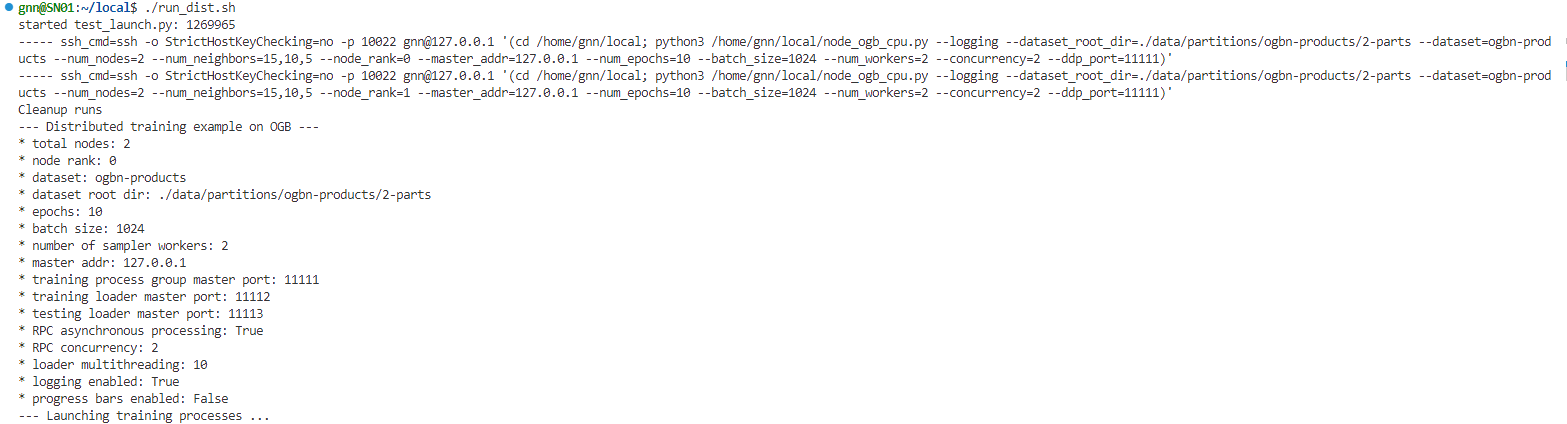 gnn@SN01:~/local$ ./run_dist.sh
started test_launch.py: 1269965
----- ssh_cmd=ssh -o StrictHostKeyChecking=no -p 10022 gnn@127.0.0.1 '(cd /home/gnn/local; python3 /home/gnn/local/node_ogb_cpu.py --logging --dataset_root_dir=./data/partitions/ogbn-products/2-parts --dataset=ogbn-prod
ucts --num_nodes=2 --num_neighbors=15,10,5 --node_rank=0 --master_addr=127.0.0.1 --num_epochs=10 --batch_size=1024 --num_workers=2 --concurrency=2 --ddp_port=11111)'
----- ssh_cmd=ssh -o StrictHostKeyChecking=no -p 10022 gnn@127.0.0.1 '(cd /home/gnn/local; python3 /home/gnn/local/node_ogb_cpu.py --logging --dataset_root_dir=./data/partitions/ogbn-products/2-parts --dataset=ogbn-prod
ucts --num_nodes=2 --num_neighbors=15,10,5 --node_rank=1 --master_addr=127.0.0.1 --num_epochs=10 --batch_size=1024 --num_workers=2 --concurrency=2 --ddp_port=11111)'
Cleanup runs
--- Distributed training example on OGB ---
* total nodes: 2
* node rank: 0
* dataset: ogbn-products
* dataset root dir: ./data/partitions/ogbn-products/2-parts
* epochs: 10
* batch size: 1024
* number of sampler workers: 2
* master addr: 127.0.0.1
* training process group master port: 11111
* training loader master port: 11112
* testing loader master port: 11113
* RPC asynchronous processing: True
* RPC concurrency: 2
* loader multithreading: 10
* logging enabled: True
* progress bars enabled: False
--- Launching training processes ...